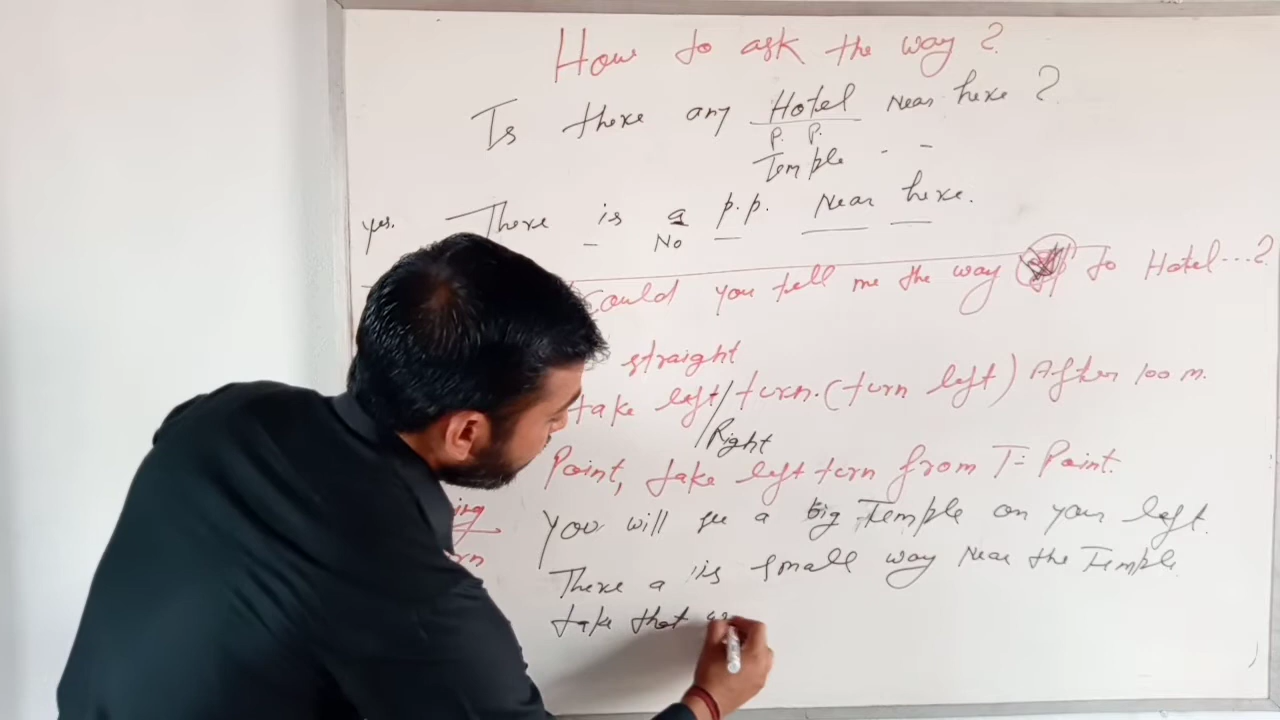 How to ask the way ?
Is there any Hotel Near here ?
P. P.
Temple - -
yes. There is a p.p. Near here.
No
Could you tell me the way to Hotel...?
straight
take left/turn. (turn left) After 100 m.
/Right
Point, take left tern from T= Point.
ing
You will see a big Temple on your left.
rn
There a is small way Near the Temple.
take that